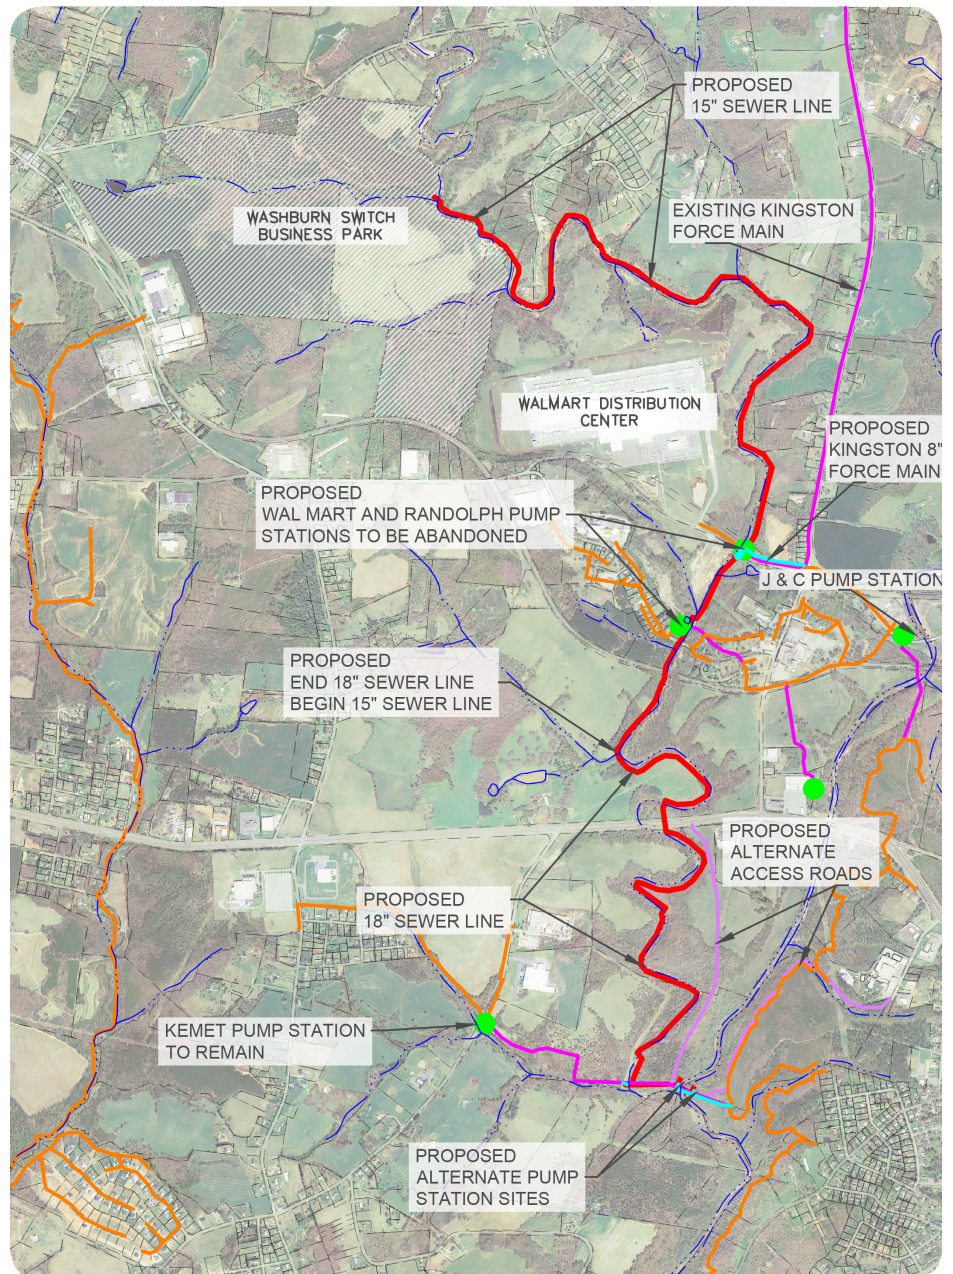 PROPOSED
15" SEWER LINE
EXISTING KINGSTON
FORCE MAIN
WASHBURN SWITCH
BUSINESS PARK
WALMART DISTRIBUTION
CENTER
PROPOSED
KINGSTON 8"
FORCE MAIN
PROPOSED
WAL MART AND RANDOLPH PUMP
STATIONS TO BE ABANDONED
J & C PUMP STATION
PROPOSED
END 18" SEWER LINE
BEGIN 15" SEWER LINE
PROPOSED
ALTERNATE
ACCESS ROADS
PROPOSED
18" SEWER LINE
KEMET PUMP STATION
TO REMAIN
PROPOSED
ALTERNATE PUMP
STATION SITES